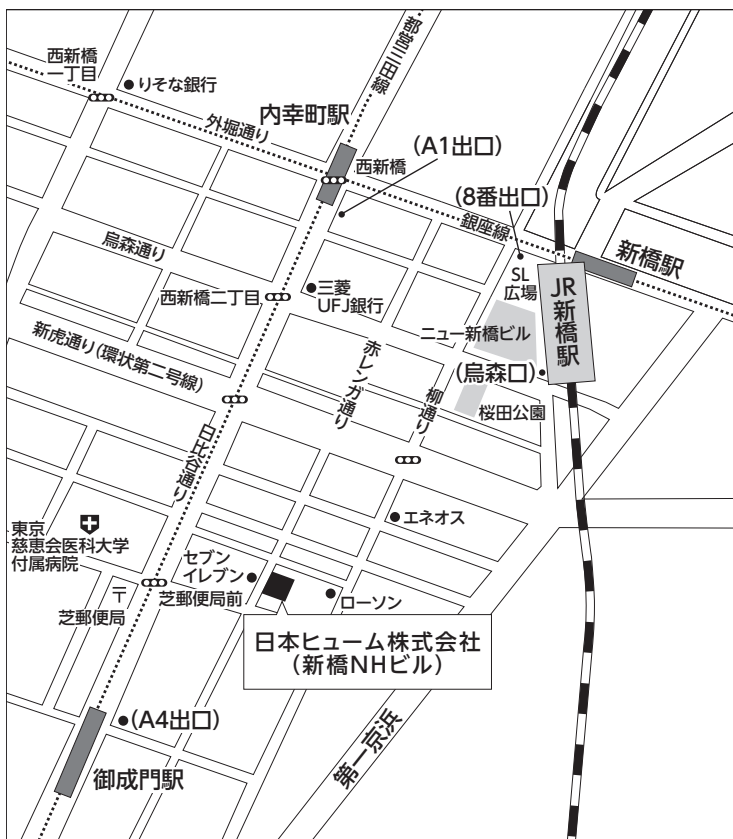 都営三田線
西新橋
一丁目
りそな銀行
内幸町駅
外堀通り
(A1出口)
西新橋
(8番出口)
銀座線
新橋駅
烏森通り
SL
広場
JR新橋駅
西新橋二丁目
三菱
UFJ銀行
ニュー新橋ビル
新虎通り(環状第二号線)
赤レンガ通り
柳通り
(烏森口)
桜田公園
日比谷通り
エネオス
東京
慈恵会医科大学
付属病院
セブン
イレブン
〒
芝郵便局
芝郵便局前
ローソン
日本ヒューム株式会社
(新橋NHビル)
(A4出口)
第一京浜
御成門駅